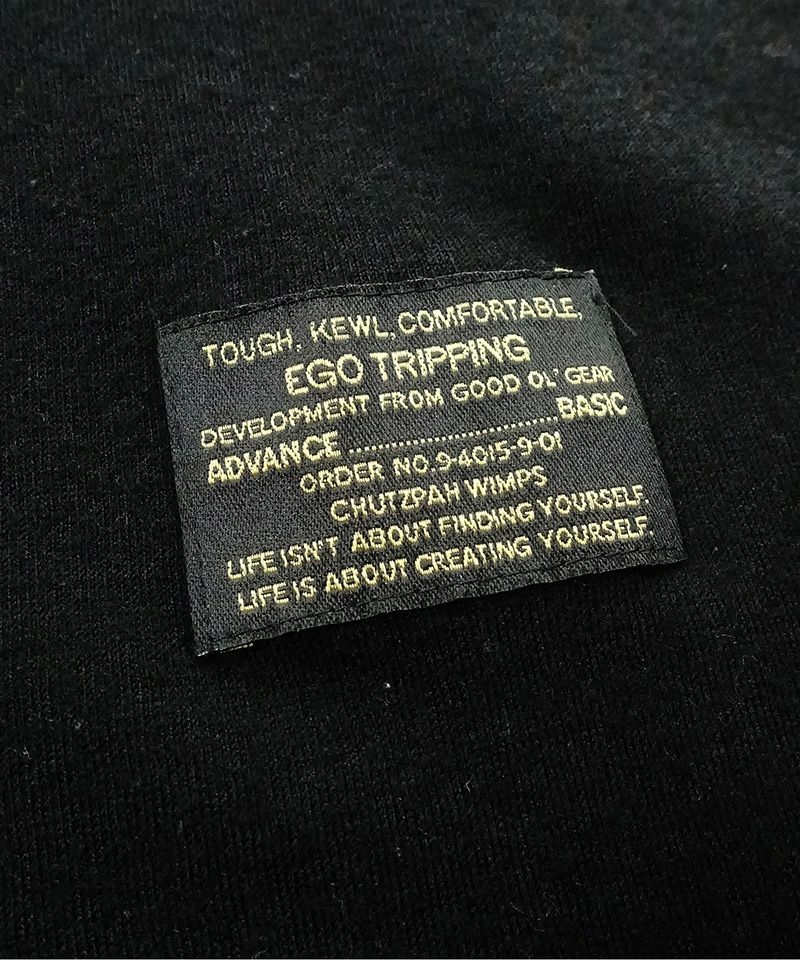 TOUGH, KEWL, COMFORTABLE,
EGO TRIPPING
DEVELOPMENT FROM GOOD OL' GEAR
ADVANCE ........................ BASIC
ORDER NO.9-4015-9-01
CHUTZPAH WIMPS
LIFE ISN'T ABOUT FINDING YOURSELF.
LIFE IS ABOUT CREATING YOURSELF.